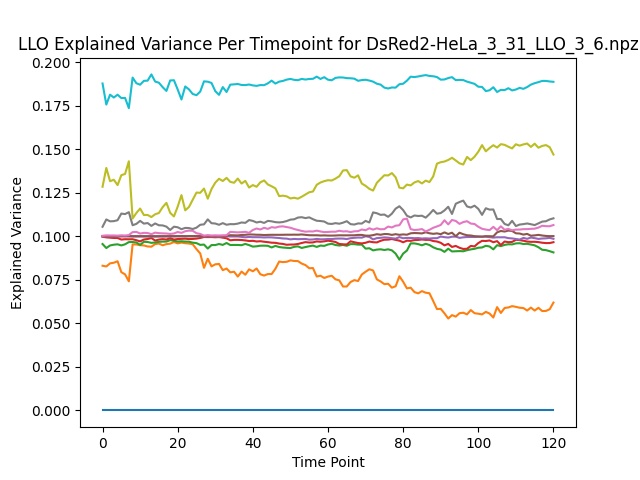 LLO Explained Variance Per Timepoint for DsRed2-HeLa_3_31_LLO_3_6.npz
0.200
0.175
0.150
0.125
0.100
0.075
0.050
0.025
0.000
Explained Variance
0 20 40 60 80 100 120
Time Point